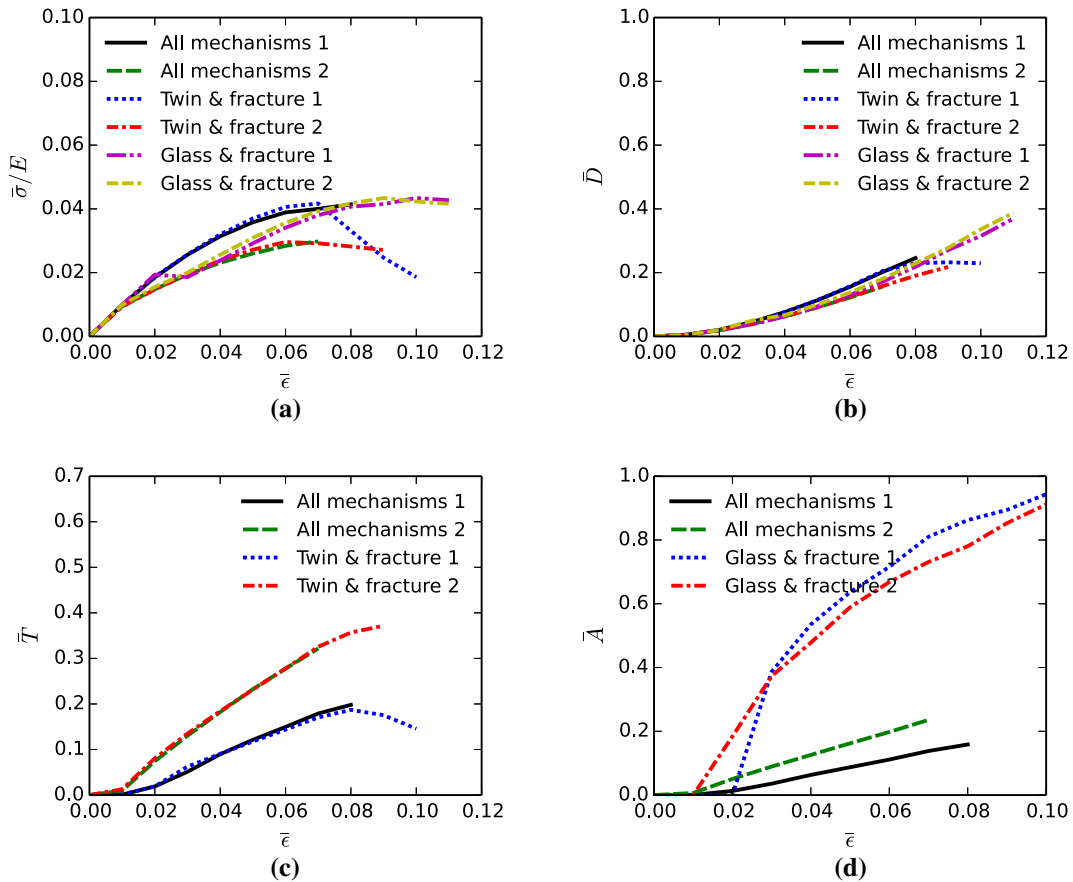 0.10
0.08
0.06
0.04
0.02
0.00
σ̄/E
All mechanisms 1
All mechanisms 2
Twin & fracture 1
Twin & fracture 2
Glass & fracture 1
Glass & fracture 2
0.00 0.02 0.04 0.06 0.08 0.10 0.12
ϵ̄
(a)
1.0
0.8
0.6
0.4
0.2
0.0
D̄
All mechanisms 1
All mechanisms 2
Twin & fracture 1
Twin & fracture 2
Glass & fracture 1
Glass & fracture 2
0.00 0.02 0.04 0.06 0.08 0.10 0.12
ϵ̄
(b)
0.7
0.6
0.5
0.4
0.3
0.2
0.1
0.0
T̄
All mechanisms 1
All mechanisms 2
Twin & fracture 1
Twin & fracture 2
0.00 0.02 0.04 0.06 0.08 0.10 0.12
ϵ̄
(c)
1.0
0.8
0.6
0.4
0.2
0.0
Ā
All mechanisms 1
All mechanisms 2
Glass & fracture 1
Glass & fracture 2
0.00 0.02 0.04 0.06 0.08 0.10
ϵ̄
(d)